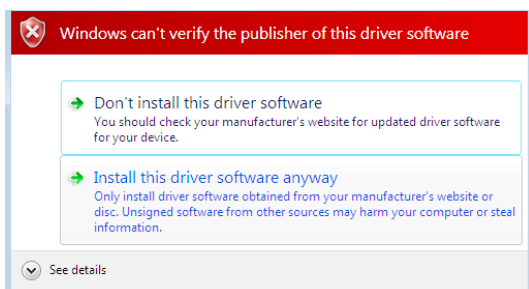 Windows can't verify the publisher of this driver software
Don't install this driver software
You should check your manufacturer's website for updated driver software
for your device.
Install this driver software anyway
Only install driver software obtained from your manufacturer's website or
disc. Unsigned software from other sources may harm your computer or steal
information.
See details